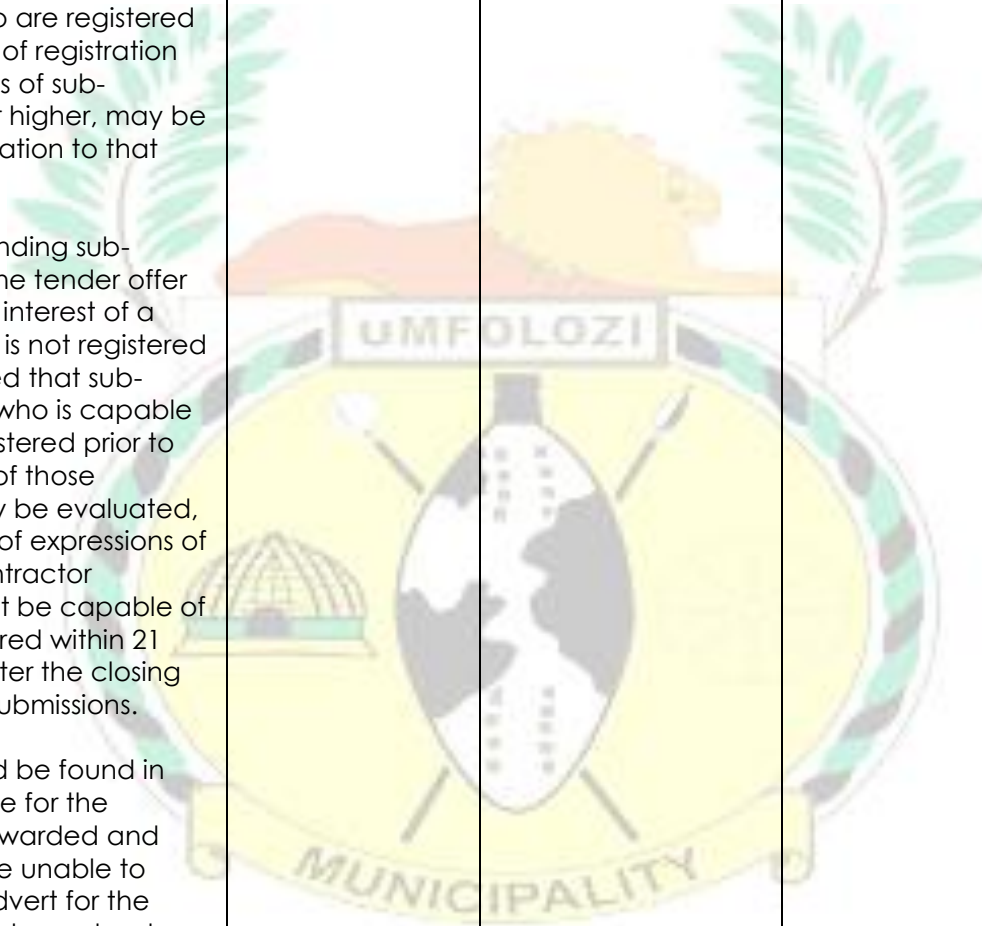 o are registered
of registration
s of sub-
r higher, may be
ation to that
nding sub-
he tender offer
interest of a
is not registered
ed that sub-
who is capable
stered prior to
of those
y be evaluated,
of expressions of
ntractor
t be capable of
red within 21
ter the closing
ubmissions.
d be found in
e for the
warded and
e unable to
dvert for the
uMFOLOZI
MUNICIPALITY